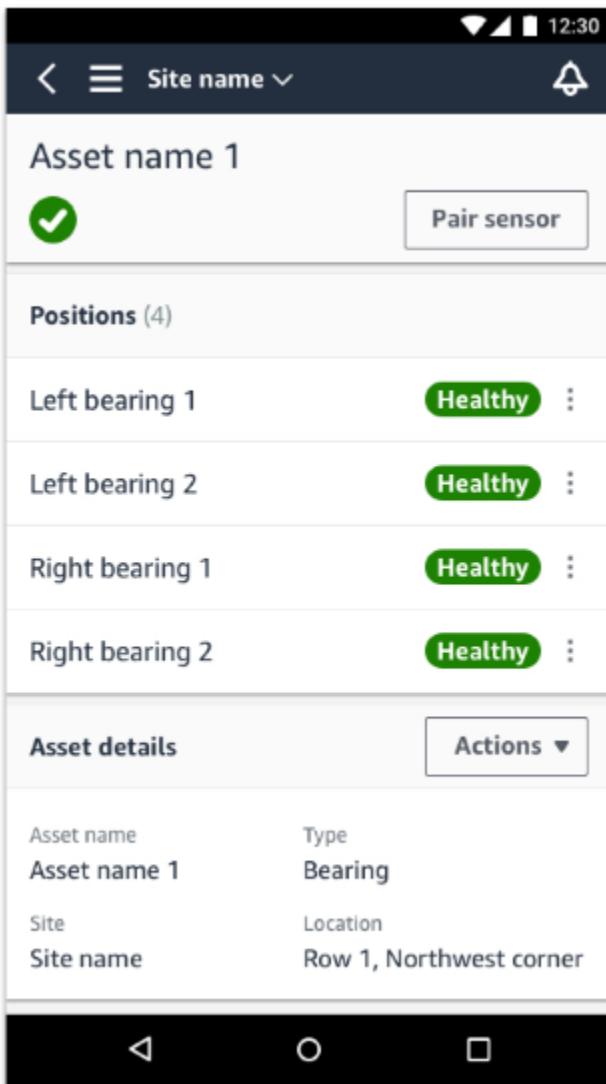 12:30
Site name
Asset name 1
Pair sensor
Positions (4)
Left bearing 1 Healthy
Left bearing 2 Healthy
Right bearing 1 Healthy
Right bearing 2 Healthy
Asset details Actions
Asset name Type
Asset name 1 Bearing
Site Location
Site name Row 1, Northwest corner